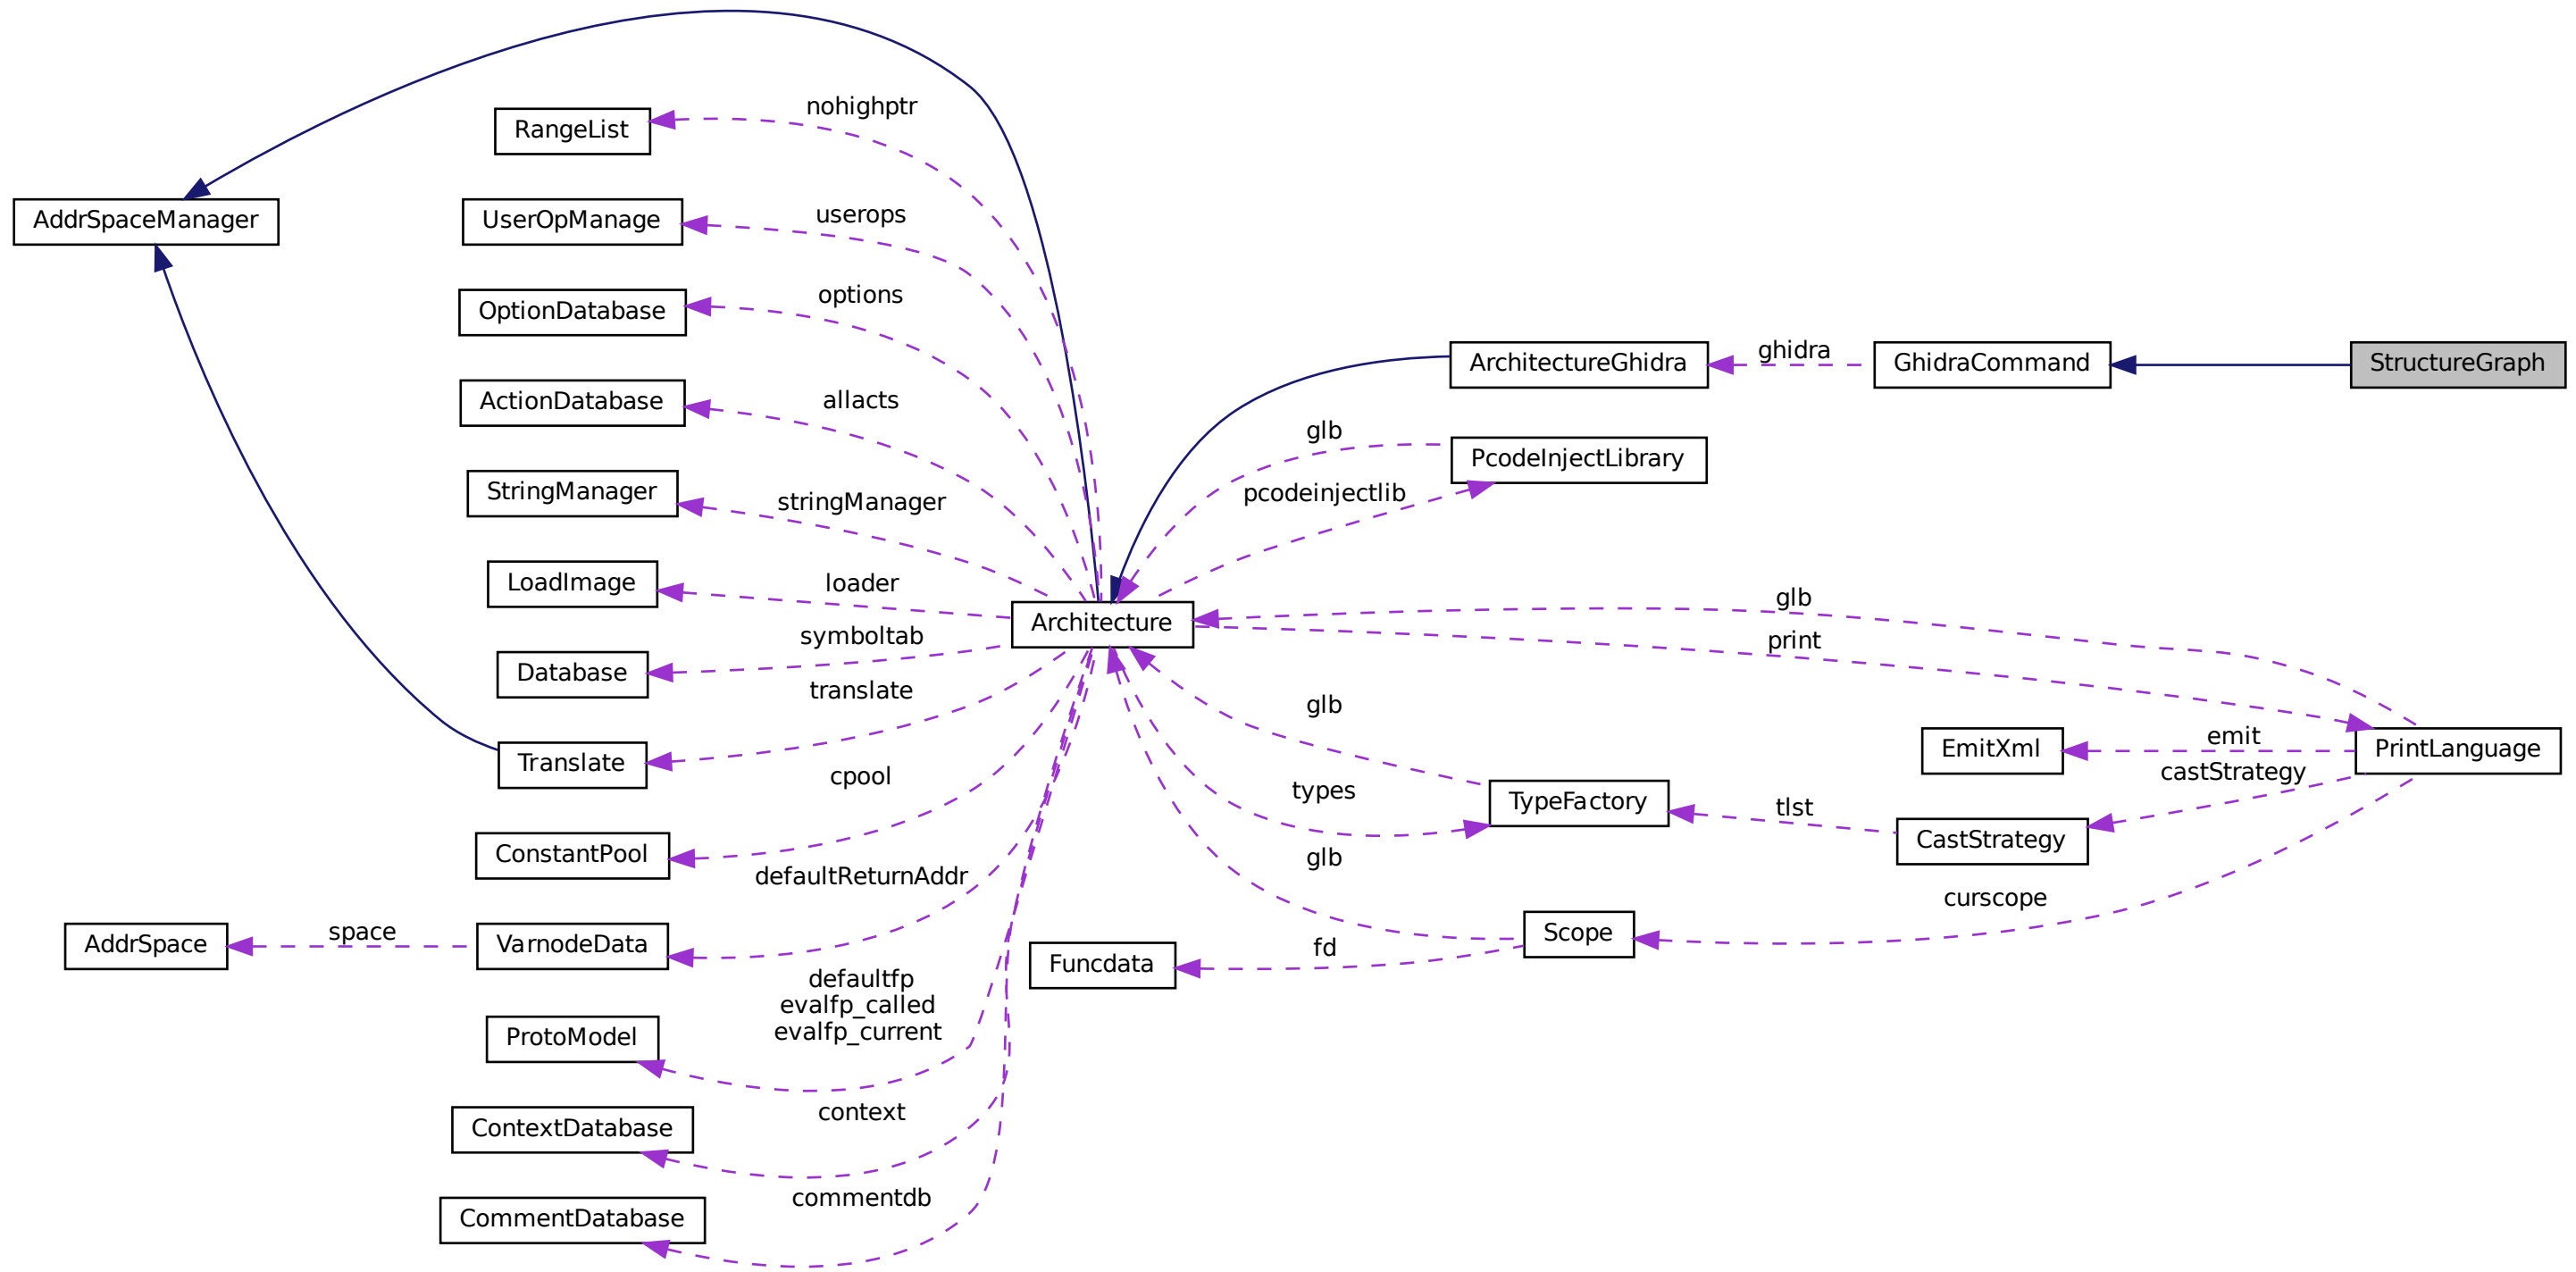 nohighptr
RangeList
AddrSpaceManager
UserOpManage
userops
OptionDatabase
options
ActionDatabase
allacts
StringManager
stringManager
LoadImage
loader
Database
symboltab
Translate
translate
ConstantPool
cpool
defaultReturnAddr
AddrSpace
space
VarnodeData
defaultfp
evalfp_called
evalfp_current
ProtoModel
ContextDatabase
context
CommentDatabase
commentdb
Architecture
ArchitectureGhidra
ghidra
GhidraCommand
StructureGraph
glb
PcodeInjectLibrary
pcodeinjectlib
glb
print
glb
types
TypeFactory
glb
tlst
EmitXml
emit
PrintLanguage
castStrategy
CastStrategy
curscope
Scope
fd
Funcdata